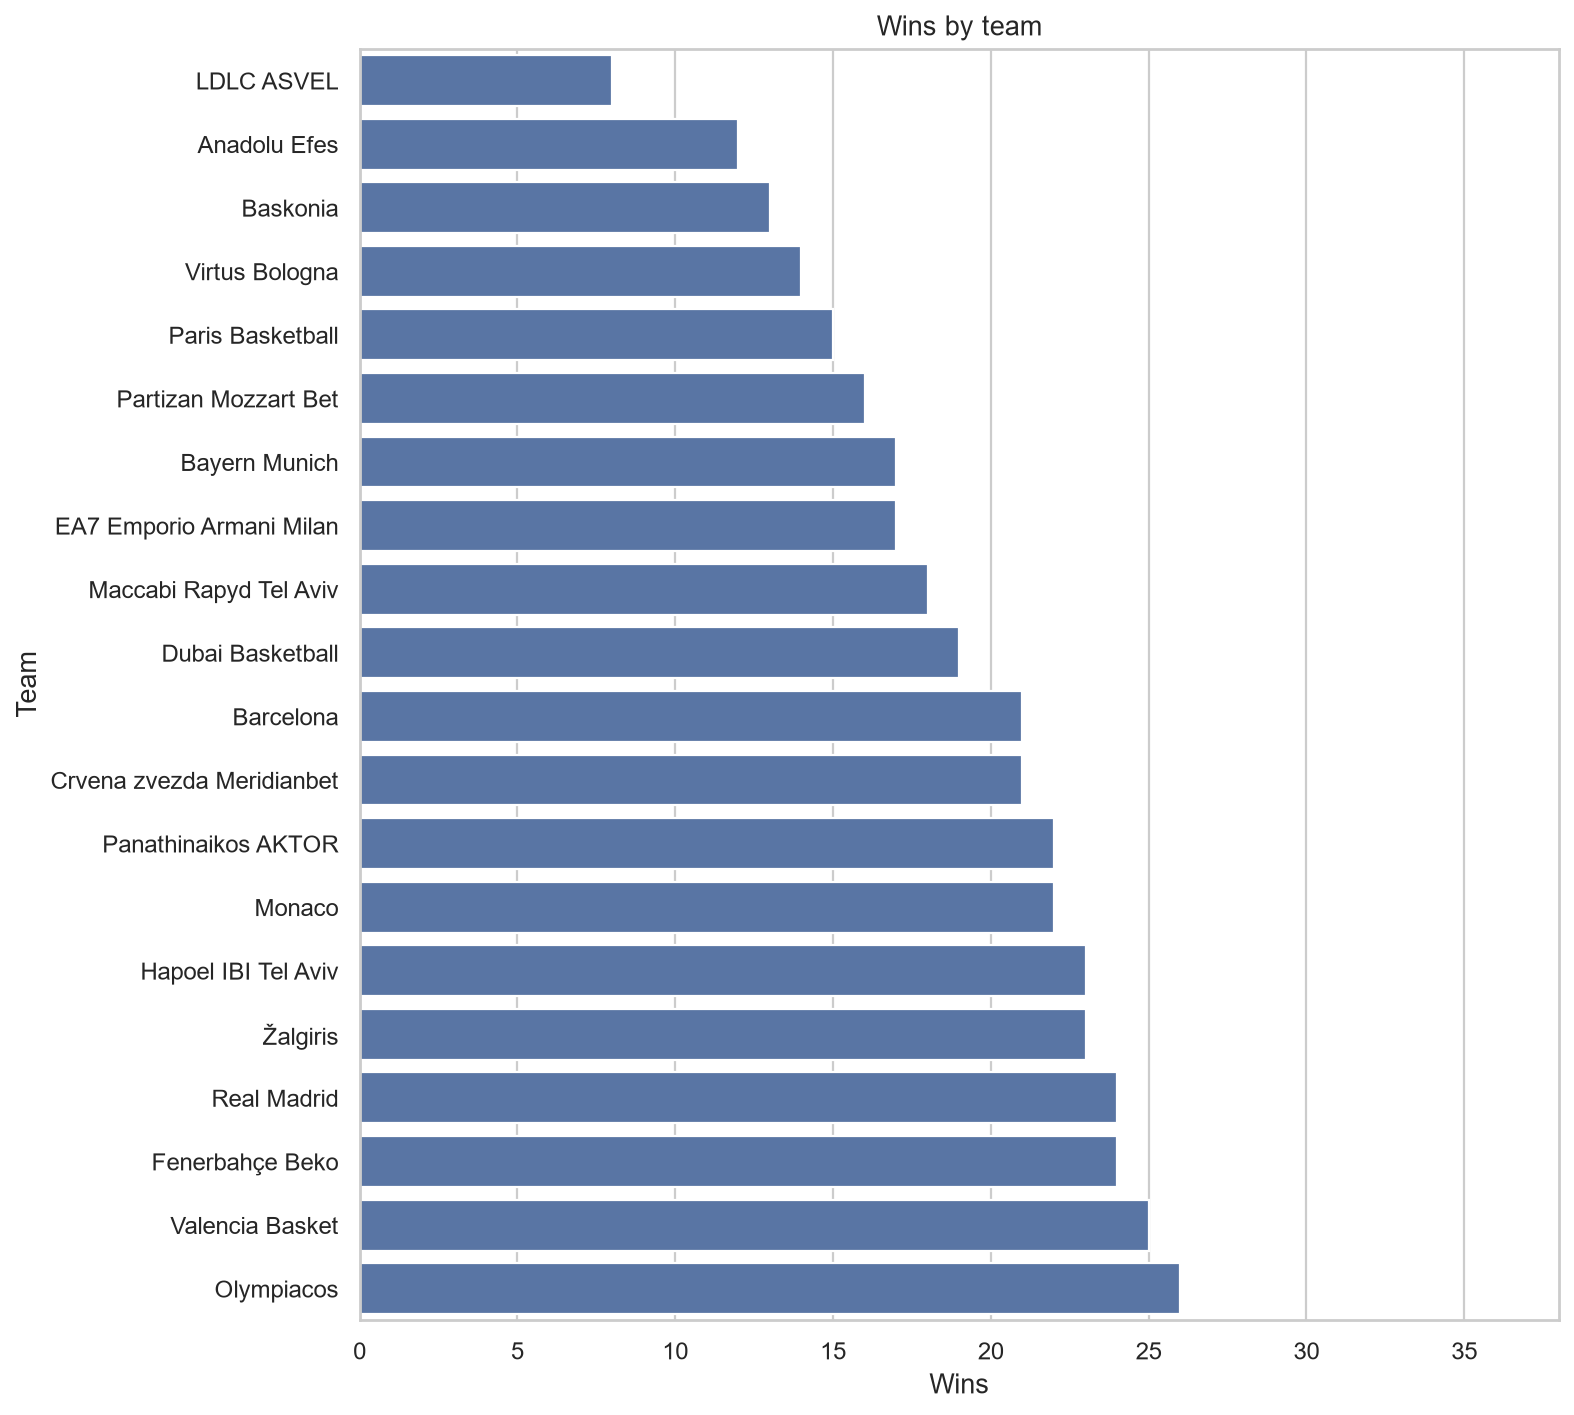 Wins by team
LDLC ASVEL
Anadolu Efes
Baskonia
Virtus Bologna
Paris Basketball
Partizan Mozzart Bet
Bayern Munich
EA7 Emporio Armani Milan
Maccabi Rapyd Tel Aviv
Dubai Basketball
Barcelona
Crvena zvezda Meridianbet
Panathinaikos AKTOR
Monaco
Hapoel IBI Tel Aviv
Žalgiris
Real Madrid
Fenerbahçe Beko
Valencia Basket
Olympiacos
Team
0 5 10 15 20 25 30 35
Wins